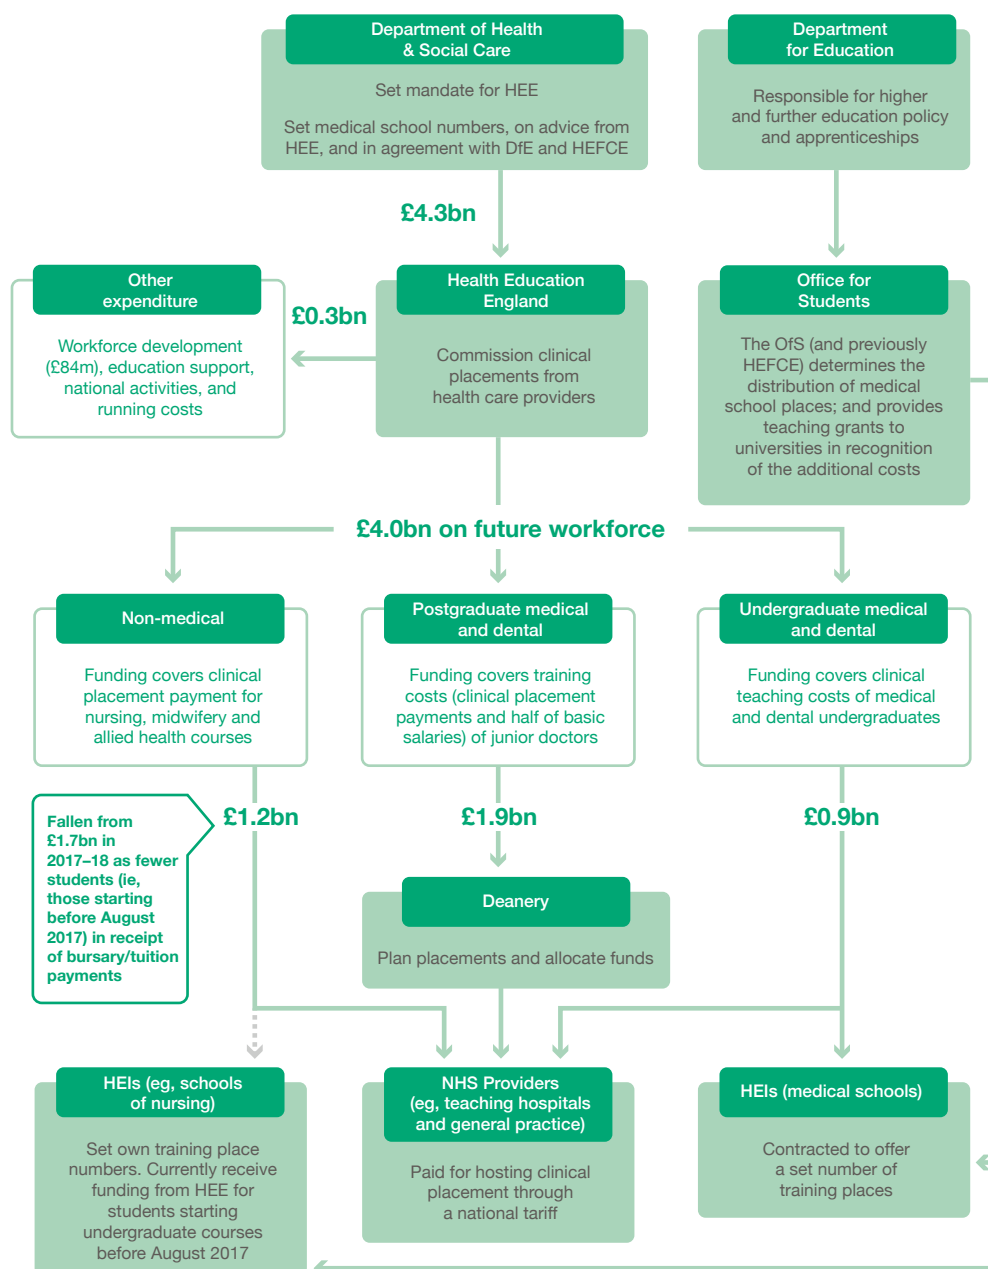 Department of Health
& Social Care
Set mandate for HEE
Set medical school numbers, on advice from
HEE, and in agreement with DfE and HEFCE
Department
for Education
Responsible for higher
and further education policy
and apprenticeships
£4.3bn
Other
expenditure
Workforce development
(£84m), education support,
national activities, and
running costs
£0.3bn
Health Education
England
Commission clinical
placements from
health care providers
Office for
Students
The OfS (and previously
HEFCE) determines the
distribution of medical
school places; and provides
teaching grants to
universities in recognition
of the additional costs
£4.0bn on future workforce
Non-medical
Funding covers clinical
placement payment for
nursing, midwifery and
allied health courses
Postgraduate medical
and dental
Funding covers training
costs (clinical placement
payments and half of basic
salaries) of junior doctors
Undergraduate medical
and dental
Funding covers clinical
teaching costs of medical
and dental undergraduates
Fallen from
£1.7bn in
2017–18 as fewer
students (ie,
those starting
before August
2017) in receipt
of bursary/tuition
payments
£1.2bn
£1.9bn
£0.9bn
Deanery
Plan placements and allocate funds
HEIs (eg, schools
of nursing)
Set own training place
numbers. Currently receive
funding from HEE for
students starting
undergraduate courses
before August 2017
NHS Providers
(eg, teaching hospitals
and general practice)
Paid for hosting clinical
placement through
a national tariff
HEIs (medical schools)
Contracted to offer
a set number of
training places